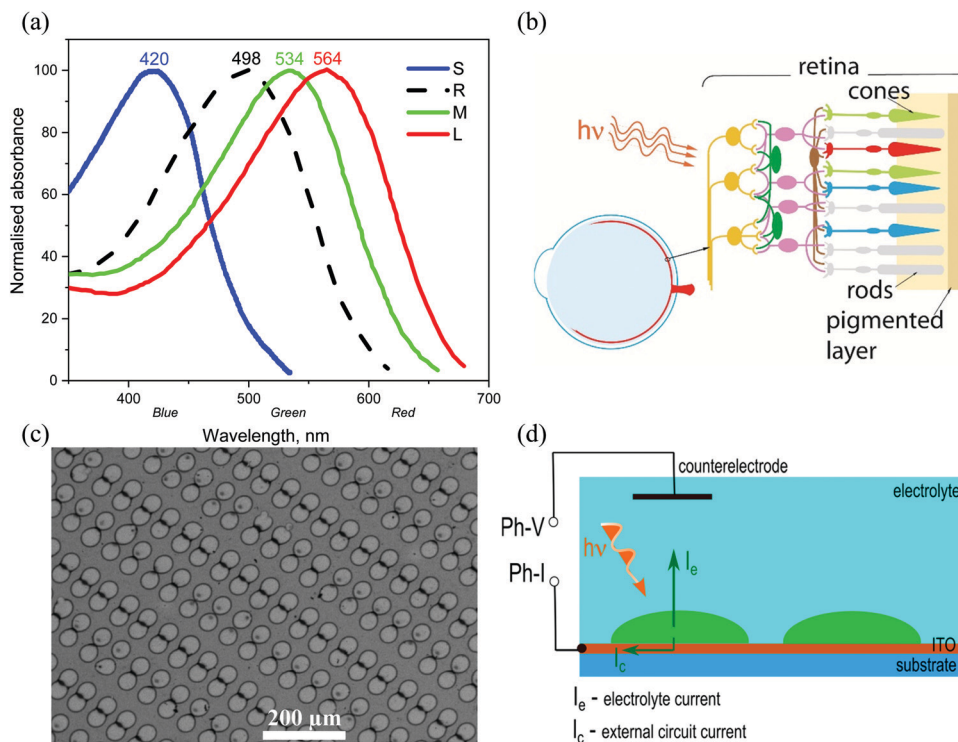 (a)
420
498
534
564
S
R
M
L
100
80
60
40
20
0
Normalised absorbance
400
500
600
700
Blue
Green
Red
Wavelength, nm
(b)
retina
cones
hν
rods
pigmented
layer
(c)
200 µm
(d)
counterelectrode
electrolyte
Ph-V
hν
Ph-I
Ie
Ic
ITO
substrate
Ie - electrolyte current
Ic - external circuit current